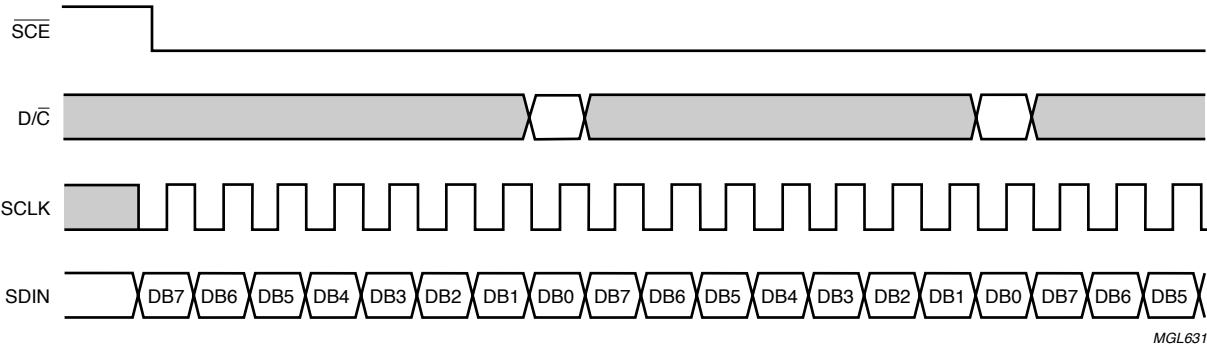 S̅C̅E̅
D/C̅
SCLK
SDIN DB7 DB6 DB5 DB4 DB3 DB2 DB1 DB0 DB7 DB6 DB5 DB4 DB3 DB2 DB1 DB0 DB7 DB6 DB5
MGL631